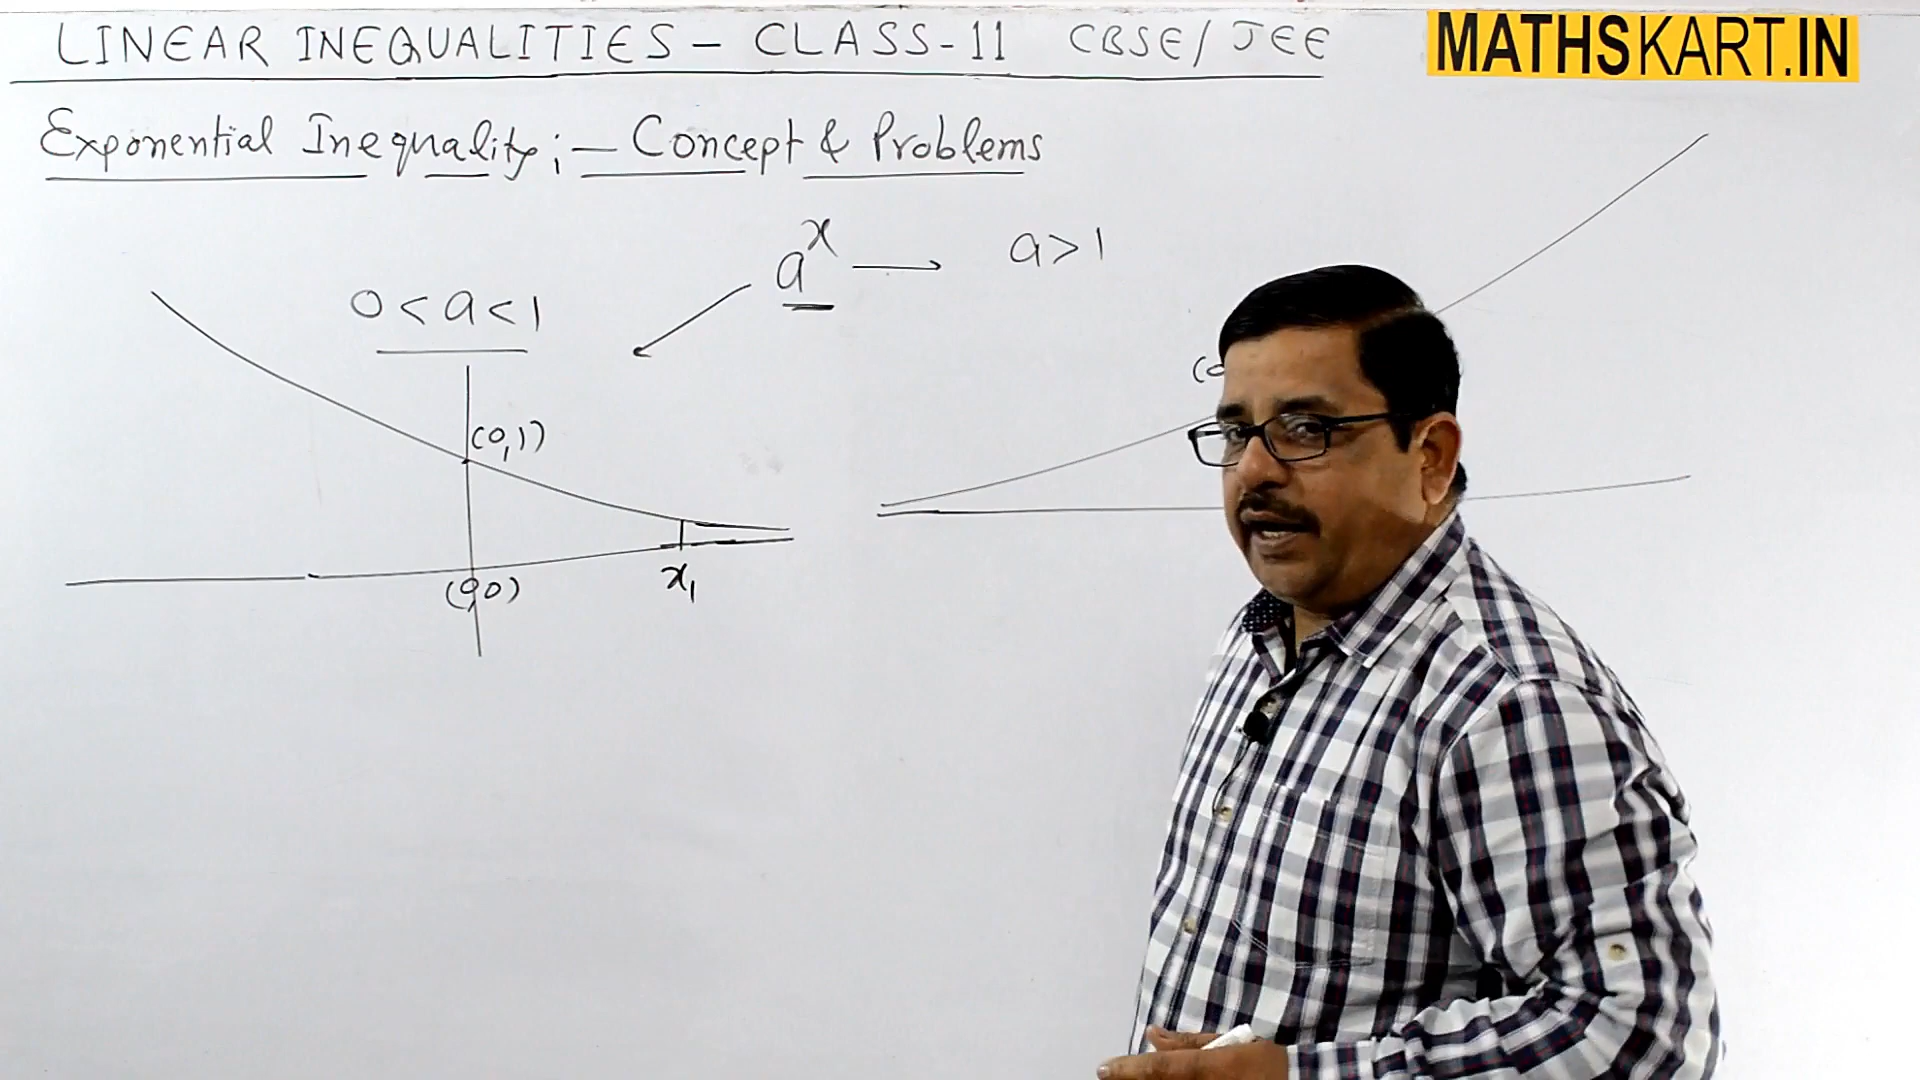 LINEAR INEQUALITIES - CLASS-11 CBSE/JEE
MATHSKART.IN
Exponential Inequality;- Concept & Problems
a^x → a>1
0<a<1
(0,1)
(0,0)
x₁